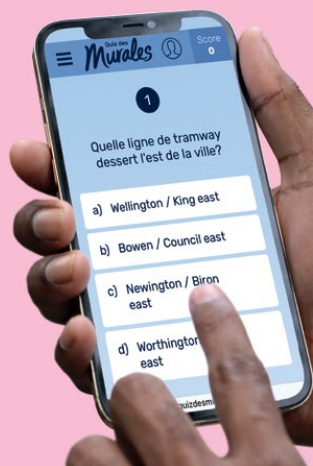 Quiz des
Murales
Score
0
1
Quelle ligne de tramway
dessert l'est de la ville?
a) Wellington / King east
b) Bowen / Council east
c) Newington / Biron
east
d) Worthington
east